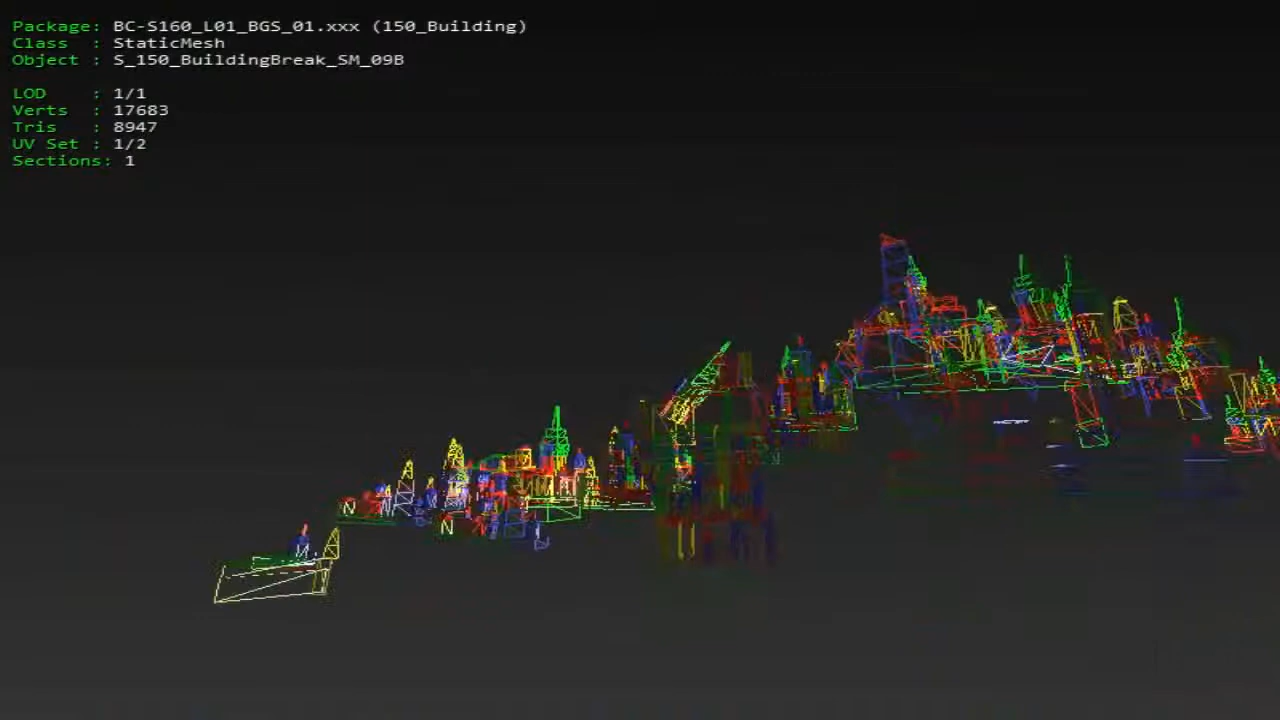 Package: BC-S160_L01_BGS_01.xxx (150_Building)
Class : StaticMesh
Object : S_150_BuildingBreak_SM_09B
LOD : 1/1
Verts : 17683
Tris : 8947
UV Set : 1/2
Sections: 1